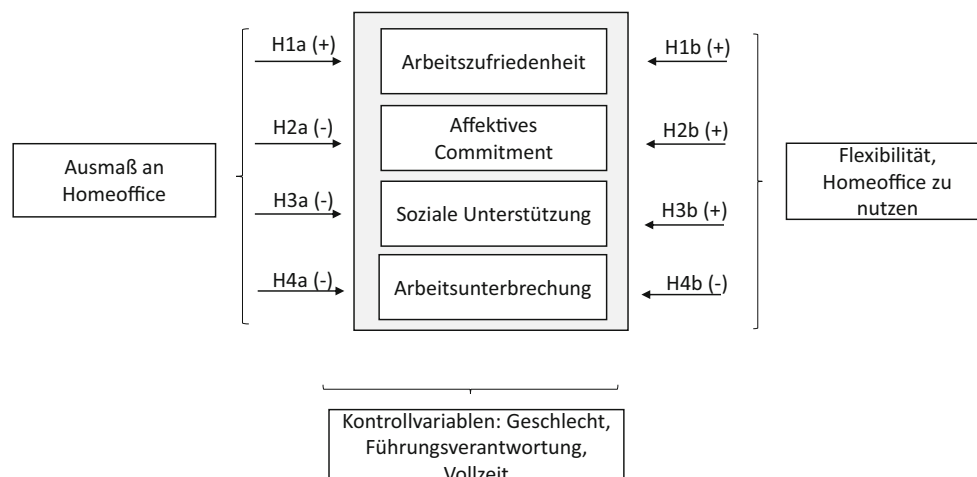 H1a (+)
Arbeitszufriedenheit
H1b (+)
H2a (-)
Affektives
Commitment
H2b (+)
Ausmaß an
Homeoffice
Flexibilität,
Homeoffice zu
nutzen
H3a (-)
Soziale Unterstützung
H3b (+)
H4a (-)
Arbeitsunterbrechung
H4b (-)
Kontrollvariablen: Geschlecht,
Führungsverantwortung,
Vollzeit